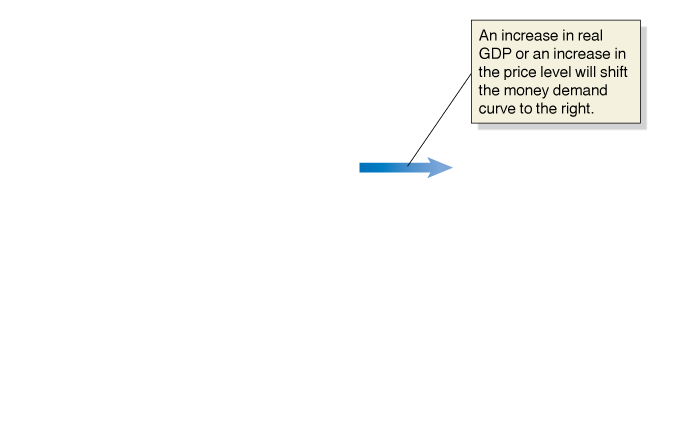 An increase in real
GDP or an increase in
the price level will shift
the money demand
curve to the right.